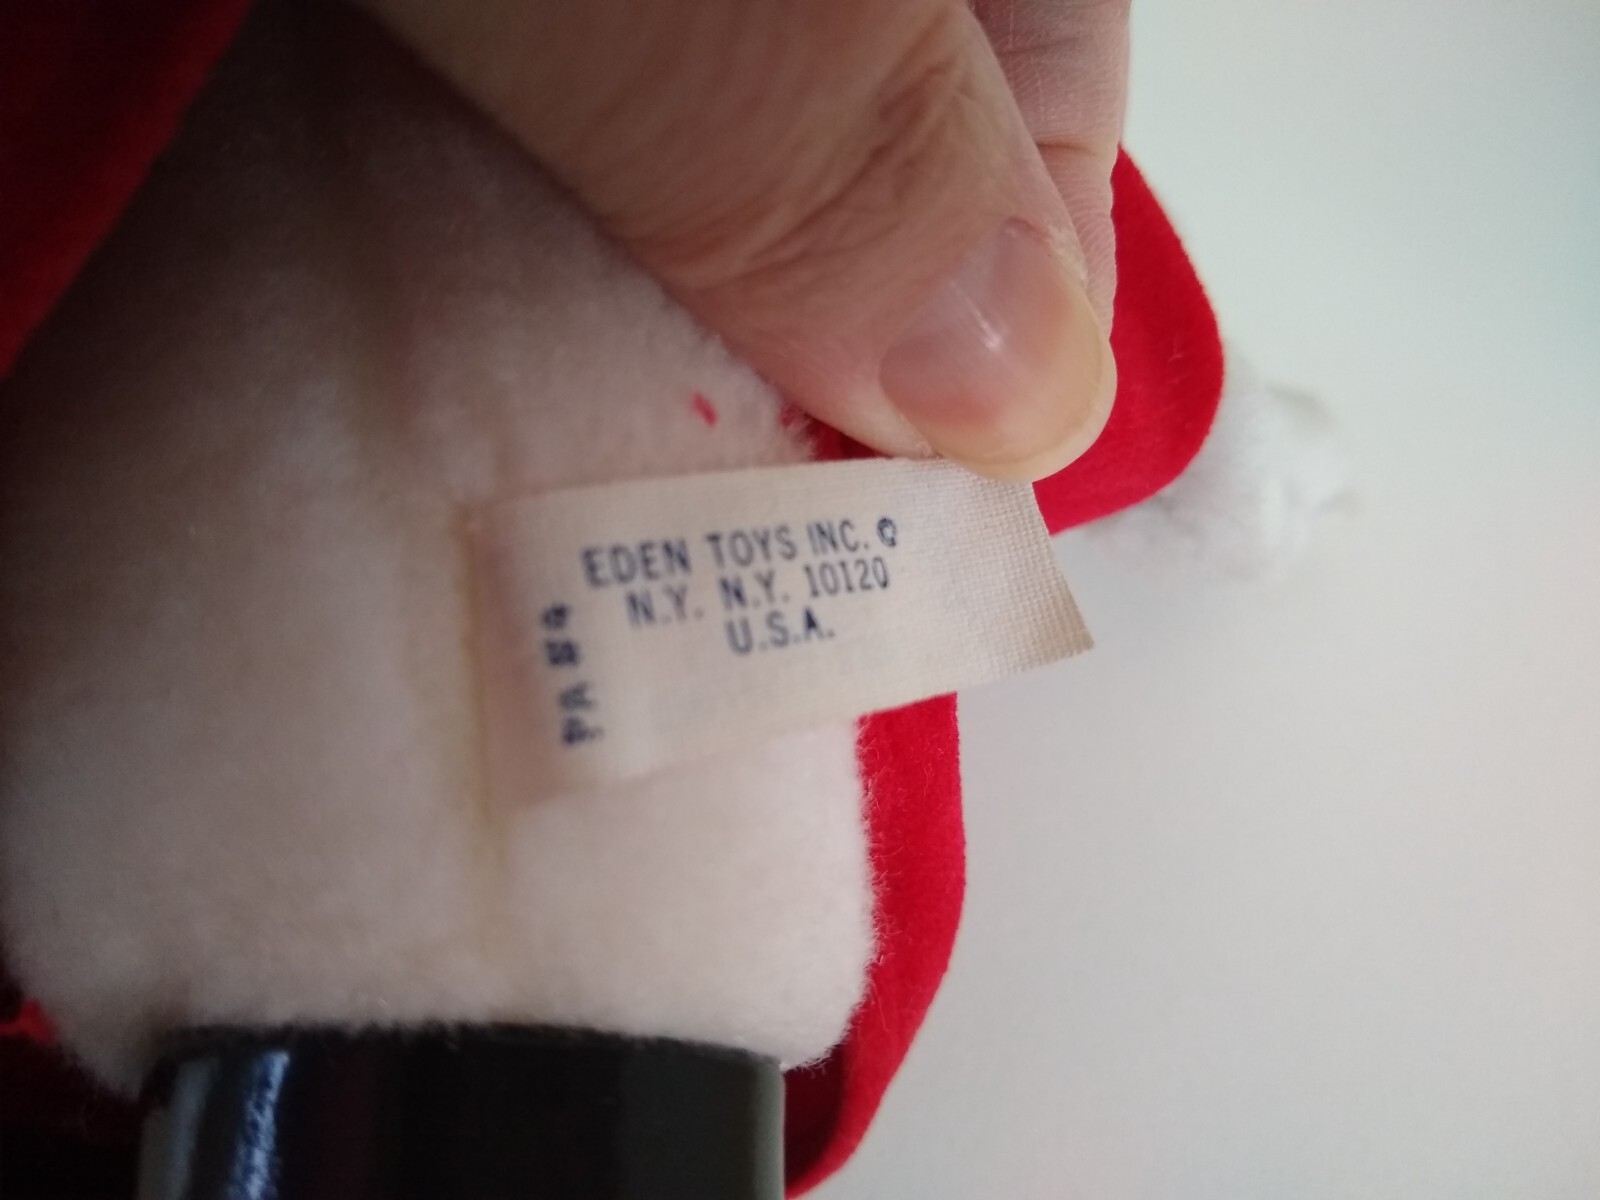 EDEN TOYS INC. ©
N.Y. N.Y. 10120
U.S.A.